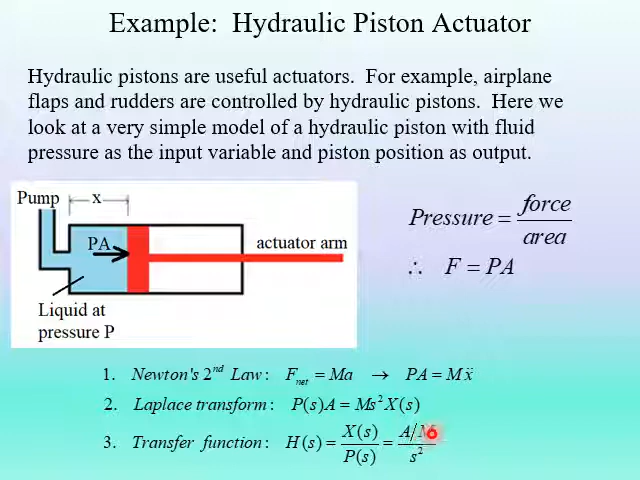 Example: Hydraulic Piston Actuator
Hydraulic pistons are useful actuators. For example, airplane
flaps and rudders are controlled by hydraulic pistons. Here we
look at a very simple model of a hydraulic piston with fluid
pressure as the input variable and piston position as output.
Pump
x
PA
actuator arm
Liquid at
pressure P
Pressure = force / area
∴ F = PA
1. Newton's 2nd Law: F_net = Ma → PA = Mẍ
2. Laplace transform: P(s)A = Ms²X(s)
3. Transfer function: H(s) = X(s) / P(s) = A/ / s²